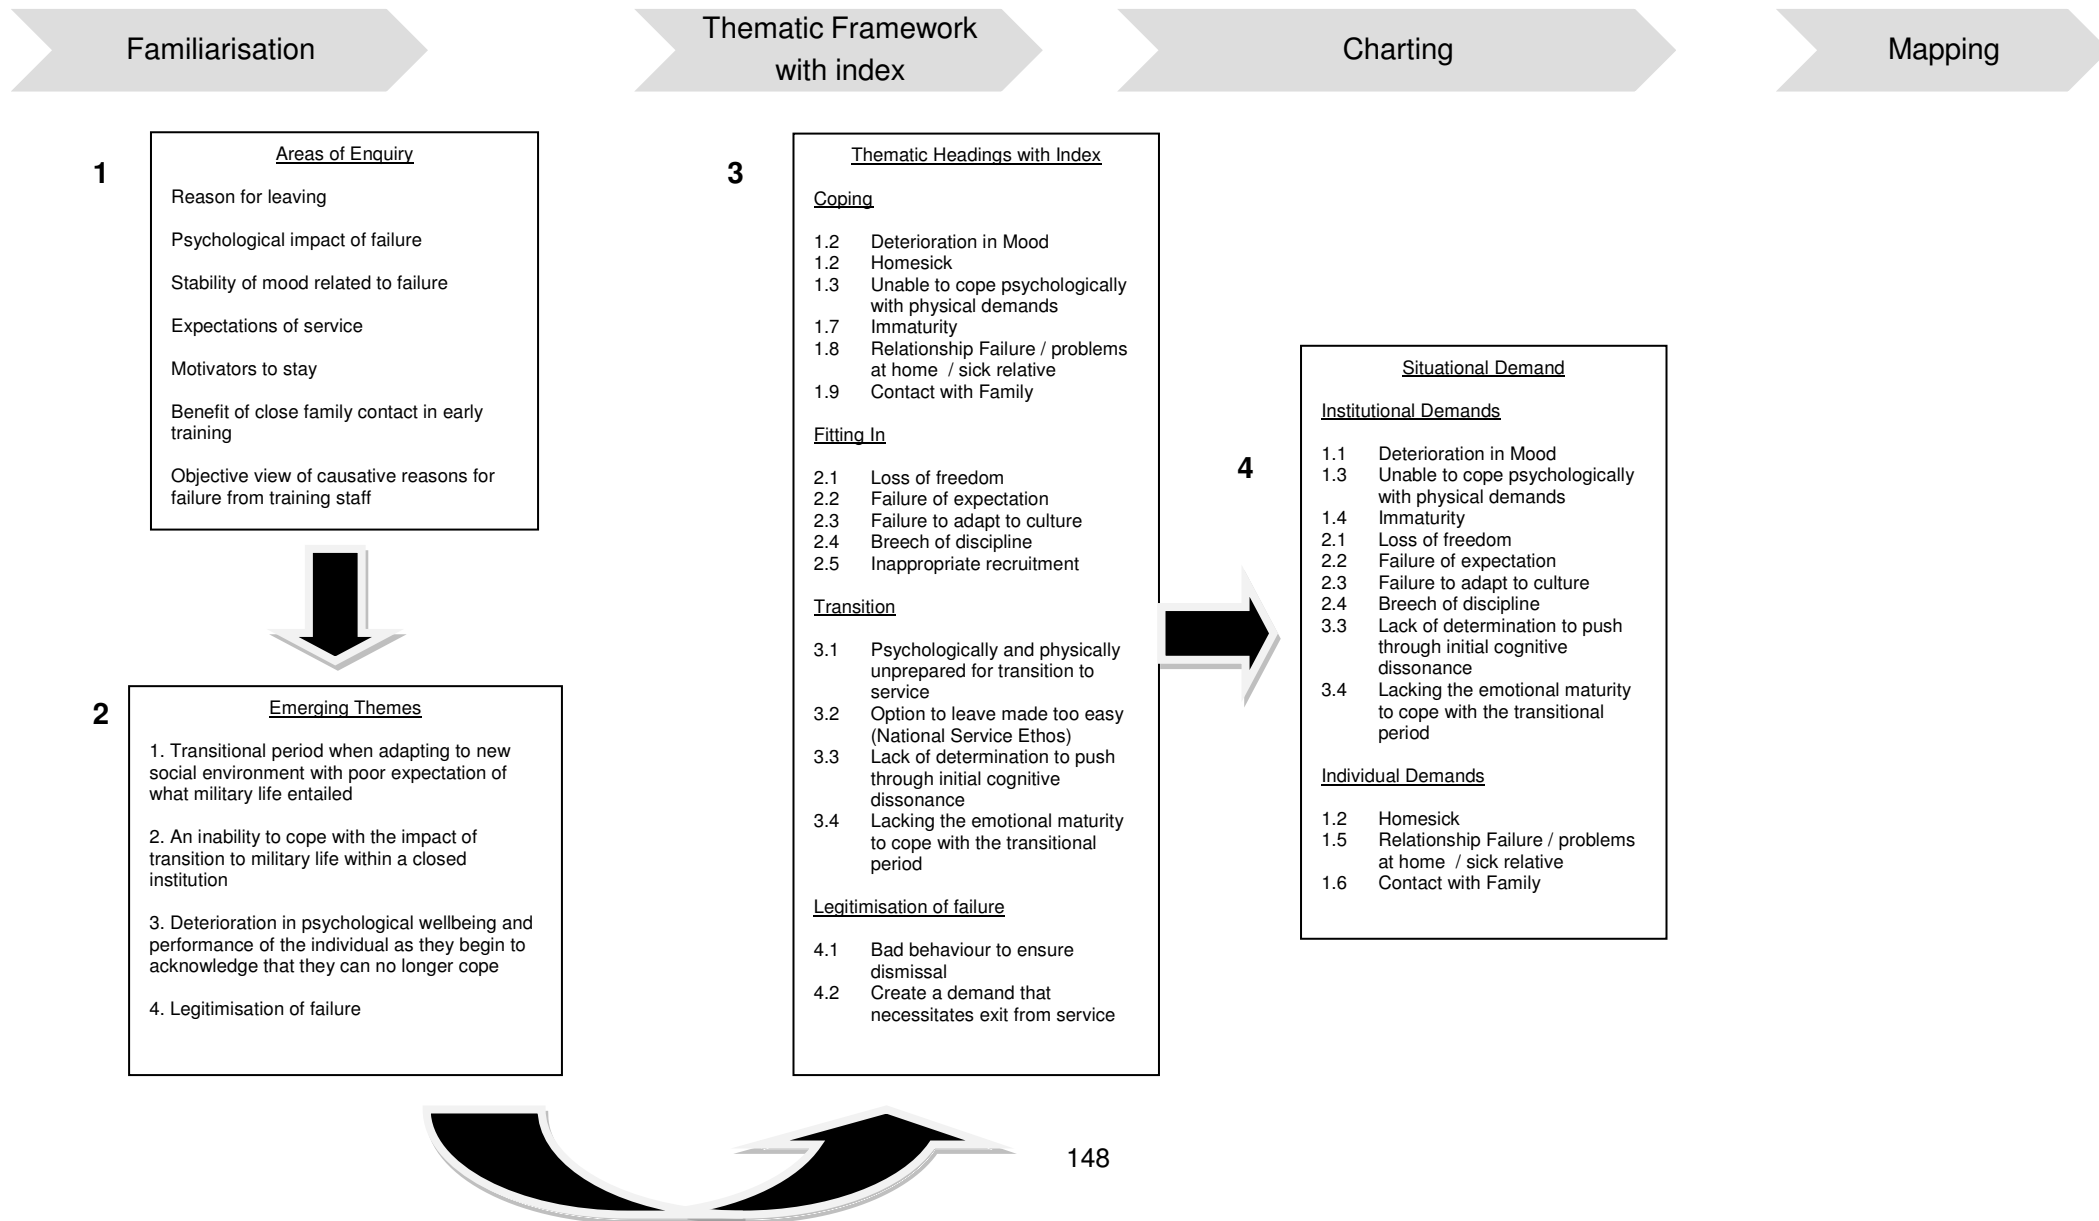 Familiarisation
Thematic Framework
with index
Charting
Mapping
1
Areas of Enquiry
Reason for leaving
Psychological impact of failure
Stability of mood related to failure
Expectations of service
Motivators to stay
Benefit of close family contact in early
training
Objective view of causative reasons for
failure from training staff
2
Emerging Themes
1. Transitional period when adapting to new
social environment with poor expectation of
what military life entailed
2. An inability to cope with the impact of
transition to military life within a closed
institution
3. Deterioration in psychological wellbeing and
performance of the individual as they begin to
acknowledge that they can no longer cope
4. Legitimisation of failure
3
Thematic Headings with Index
Coping
1.2 Deterioration in Mood
1.2 Homesick
1.3 Unable to cope psychologically
with physical demands
1.7 Immaturity
1.8 Relationship Failure / problems
at home / sick relative
1.9 Contact with Family
Fitting In
2.1 Loss of freedom
2.2 Failure of expectation
2.3 Failure to adapt to culture
2.4 Breech of discipline
2.5 Inappropriate recruitment
Transition
3.1 Psychologically and physically
unprepared for transition to
service
3.2 Option to leave made too easy
(National Service Ethos)
3.3 Lack of determination to push
through initial cognitive
dissonance
3.4 Lacking the emotional maturity
to cope with the transitional
period
Legitimisation of failure
4.1 Bad behaviour to ensure
dismissal
4.2 Create a demand that
necessitates exit from service
4
Situational Demand
Institutional Demands
1.1 Deterioration in Mood
1.3 Unable to cope psychologically
with physical demands
1.4 Immaturity
2.1 Loss of freedom
2.2 Failure of expectation
2.3 Failure to adapt to culture
2.4 Breech of discipline
3.3 Lack of determination to push
through initial cognitive
dissonance
3.4 Lacking the emotional maturity
to cope with the transitional
period
Individual Demands
1.2 Homesick
1.5 Relationship Failure / problems
at home / sick relative
1.6 Contact with Family
148